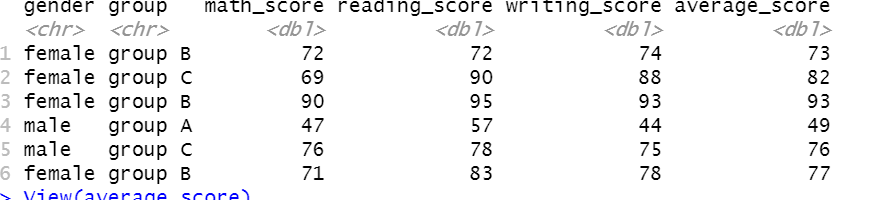 gender group math_score reading_score writing_score average_score
<chr> <chr> <dbl> <dbl> <dbl> <dbl>
1 female group B 72 72 74 73
2 female group C 69 90 88 82
3 female group B 90 95 93 93
4 male group A 47 57 44 49
5 male group C 76 78 75 76
6 female group B 71 83 78 77
> View(average_score)